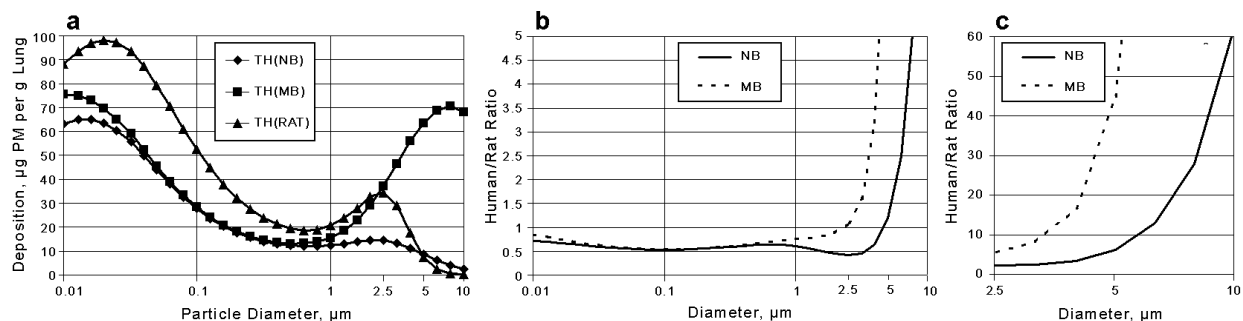 a
Deposition, µg PM per g Lung
100
90
80
70
60
50
40
30
20
10
0
TH(NB)
TH(MB)
TH(RAT)
0.01
0.1
1
2.5
5
10
Particle Diameter, µm
b
Human/Rat Ratio
5
4.5
4
3.5
3
2.5
2
1.5
1
0.5
0
NB
MB
0.01
0.1
1
2.5
5
10
Diameter, µm
c
Human/Rat Ratio
60
50
40
30
20
10
0
NB
MB
2.5
5
10
Diameter, µm